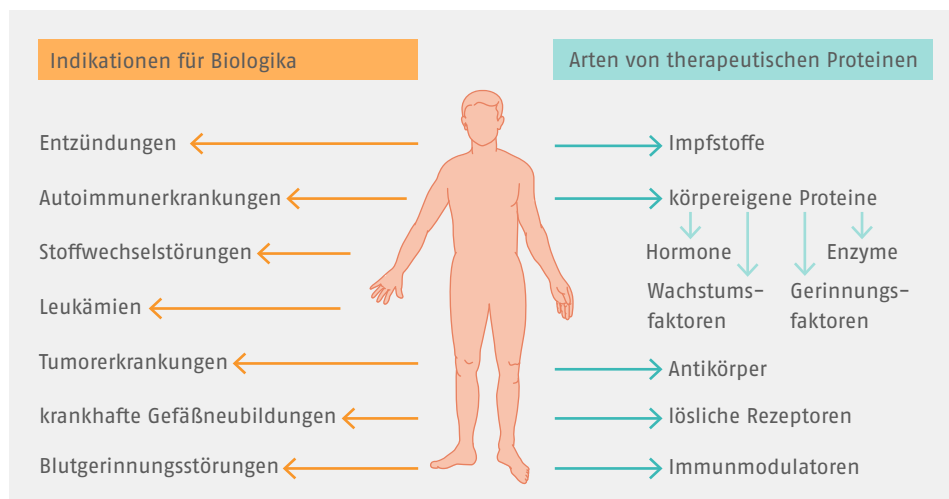 Indikationen für Biologika
Entzündungen
Autoimmunerkrankungen
Stoffwechselstörungen
Leukämien
Tumorerkrankungen
krankhafte Gefäßneubildungen
Blutgerinnungsstörungen
Arten von therapeutischen Proteinen
Impfstoffe
körpereigene Proteine
Hormone
Enzyme
Wachstums-
faktoren
Gerinnungs-
faktoren
Antikörper
lösliche Rezeptoren
Immunmodulatoren